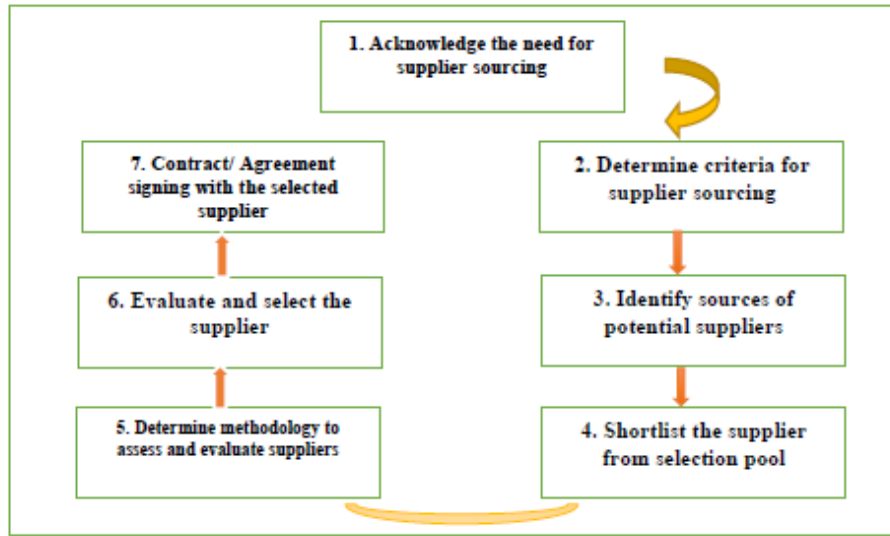 1. Acknowledge the need for
supplier sourcing
2. Determine criteria for
supplier sourcing
3. Identify sources of
potential suppliers
4. Shortlist the supplier
from selection pool
5. Determine methodology to
assess and evaluate suppliers
6. Evaluate and select the
supplier
7. Contract/ Agreement
signing with the selected
supplier